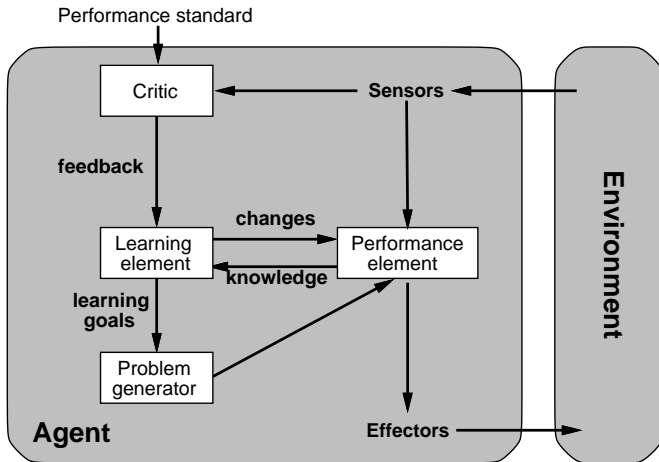 Performance standard
Critic
Sensors
feedback
changes
Learning
element
Performance
element
knowledge
learning
goals
Problem
generator
Agent
Effectors
Environment